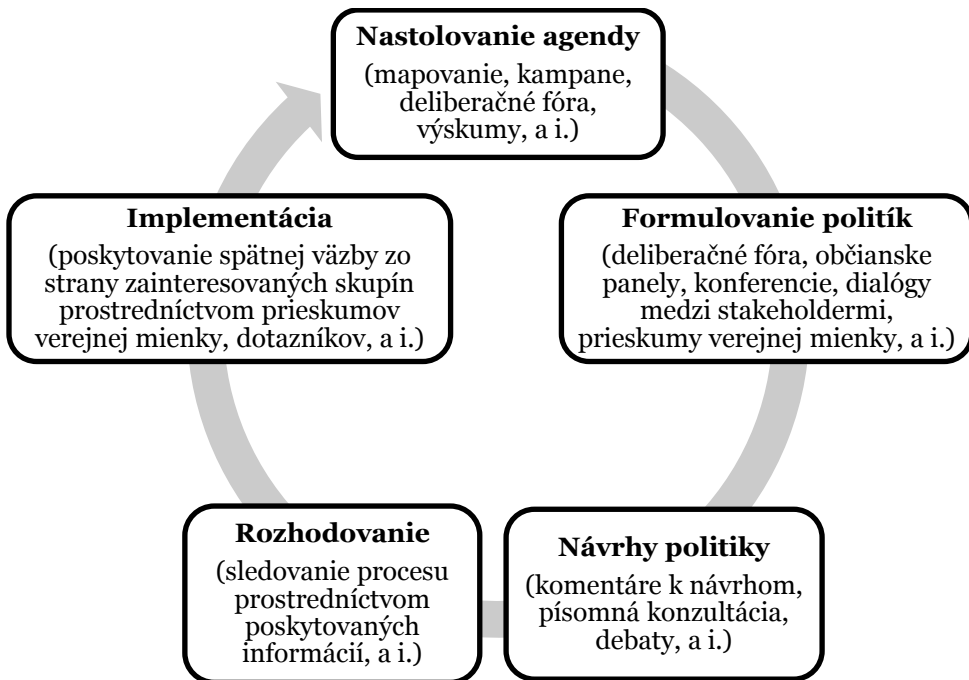 Nastolovanie agendy
(mapovanie, kampane,
deliberačné fóra,
výskumy, a i.)
Formulovanie politík
(deliberačné fóra, občianske
panely, konferencie, dialógy
medzi stakeholdermi,
prieskumy verejnej mienky, a i.)
Návrhy politiky
(komentáre k návrhom,
písomná konzultácia,
debaty, a i.)
Rozhodovanie
(sledovanie procesu
prostredníctvom
poskytovaných
informácií, a i.)
Implementácia
(poskytovanie spätnej väzby zo
strany zainteresovaných skupín
prostredníctvom prieskumov
verejnej mienky, dotazníkov, a i.)